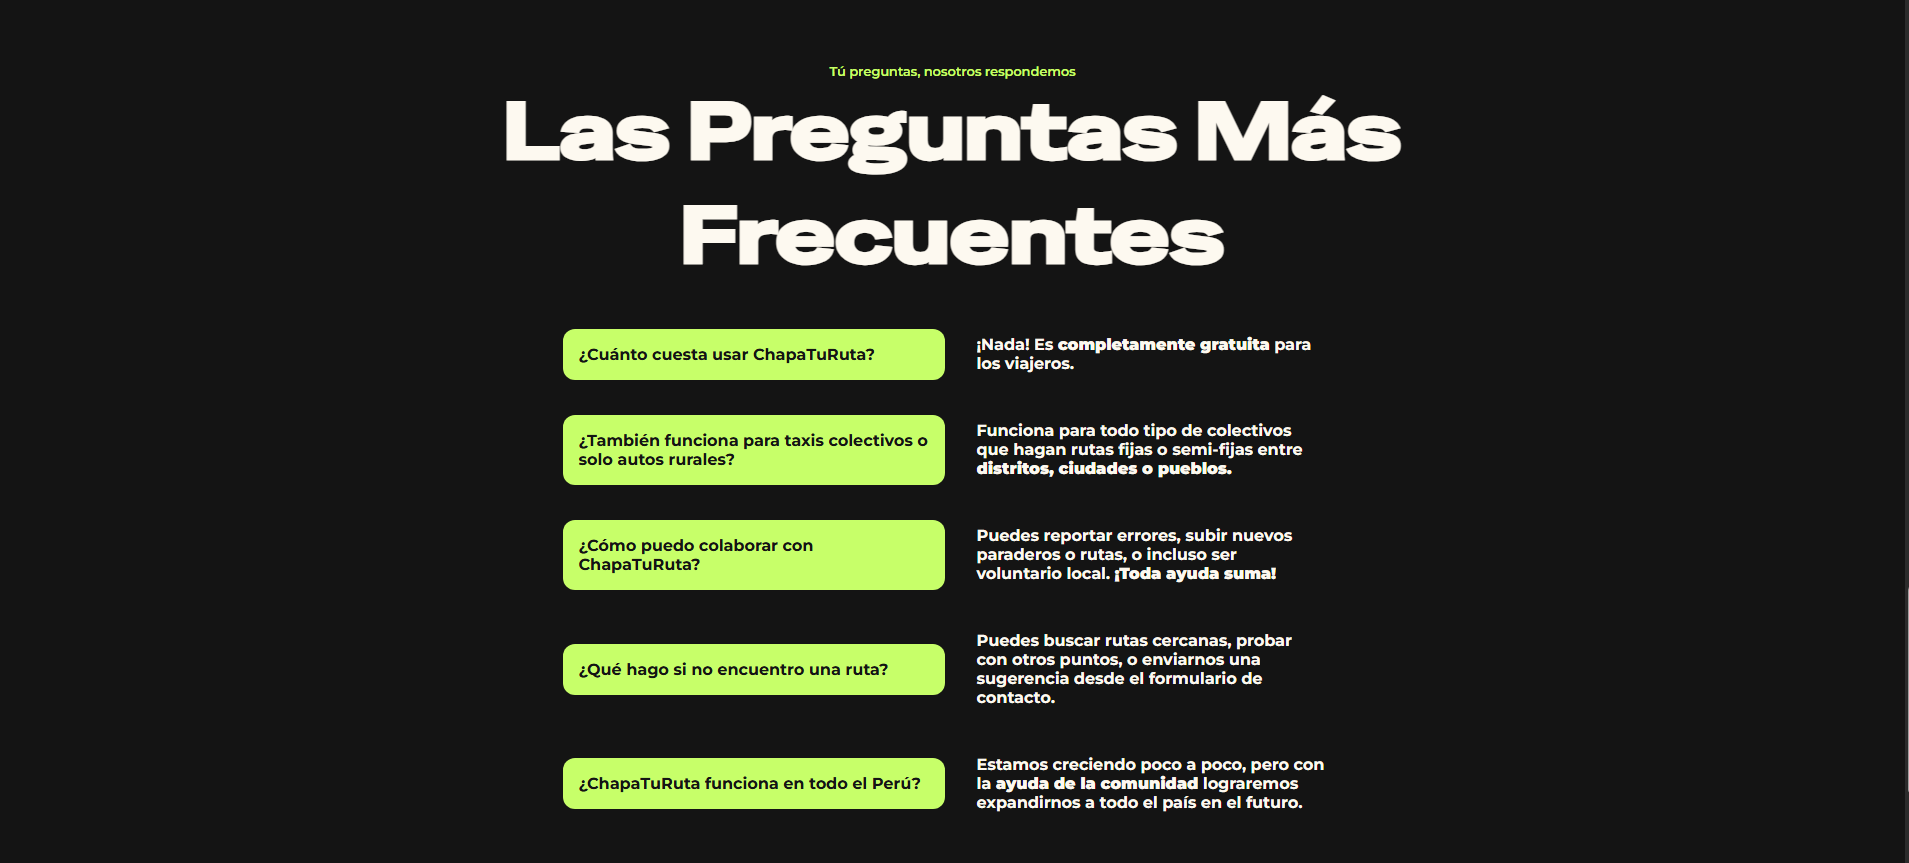 Tú preguntas, nosotros respondemos
Las Preguntas Más
Frecuentes
¿Cuánto cuesta usar ChapaTuRuta?
¡Nada! Es completamente gratuita para
los viajeros.
¿También funciona para taxis colectivos o
solo autos rurales?
Funciona para todo tipo de colectivos
que hagan rutas fijas o semi-fijas entre
distritos, ciudades o pueblos.
¿Cómo puedo colaborar con
ChapaTuRuta?
Puedes reportar errores, subir nuevos
paraderos o rutas, o incluso ser
voluntario local. ¡Toda ayuda suma!
¿Qué hago si no encuentro una ruta?
Puedes buscar rutas cercanas, probar
con otros puntos, o enviarnos una
sugerencia desde el formulario de
contacto.
¿ChapaTuRuta funciona en todo el Perú?
Estamos creciendo poco a poco, pero con
la ayuda de la comunidad lograremos
expandirnos a todo el país en el futuro.